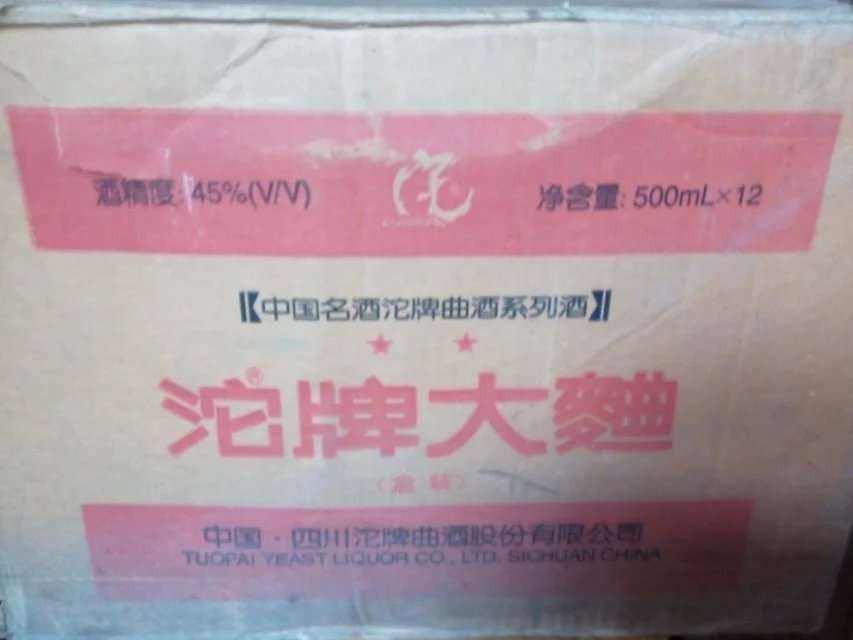 酒精度: 45%(V/V)
净含量: 500mL×12
【中国名酒沱牌曲酒系列酒】
沱®牌大麯
(盒装)
中国·四川沱牌曲酒股份有限公司
TUOPAI YEAST LIQUOR CO., LTD. SICHUAN CHINA